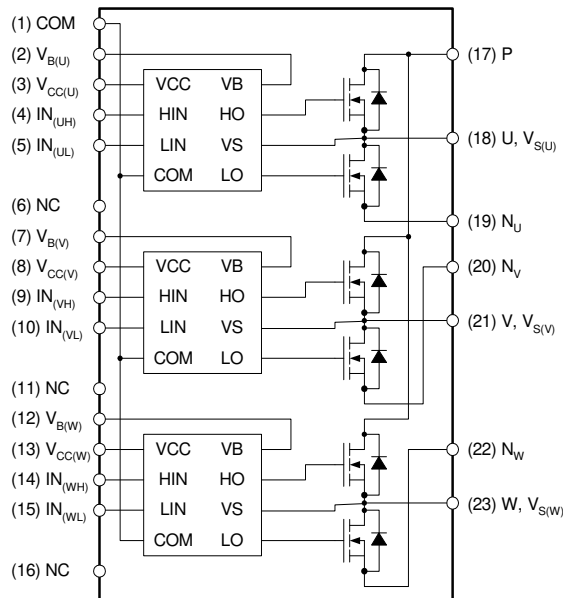 (1) COM
(2) V_B(U)
(3) V_CC(U)
(4) IN_(UH)
(5) IN_(UL)
(6) NC
(7) V_B(V)
(8) V_CC(V)
(9) IN_(VH)
(10) IN_(VL)
(11) NC
(12) V_B(W)
(13) V_CC(W)
(14) IN_(WH)
(15) IN_(WL)
(16) NC
VCC VB
HIN HO
LIN VS
COM LO
VCC VB
HIN HO
LIN VS
COM LO
VCC VB
HIN HO
LIN VS
COM LO
(17) P
(18) U, V_S(U)
(19) N_U
(20) N_V
(21) V, V_S(V)
(22) N_W
(23) W, V_S(W)